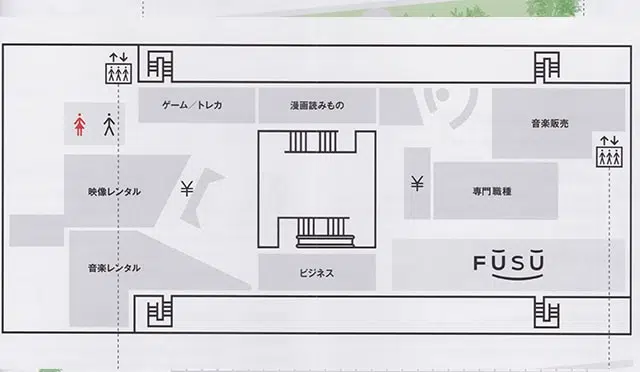 ゲーム／トレカ
漫画読みもの
音楽販売
映像レンタル
¥
¥
専門職種
音楽レンタル
ビジネス
FŪSŪ